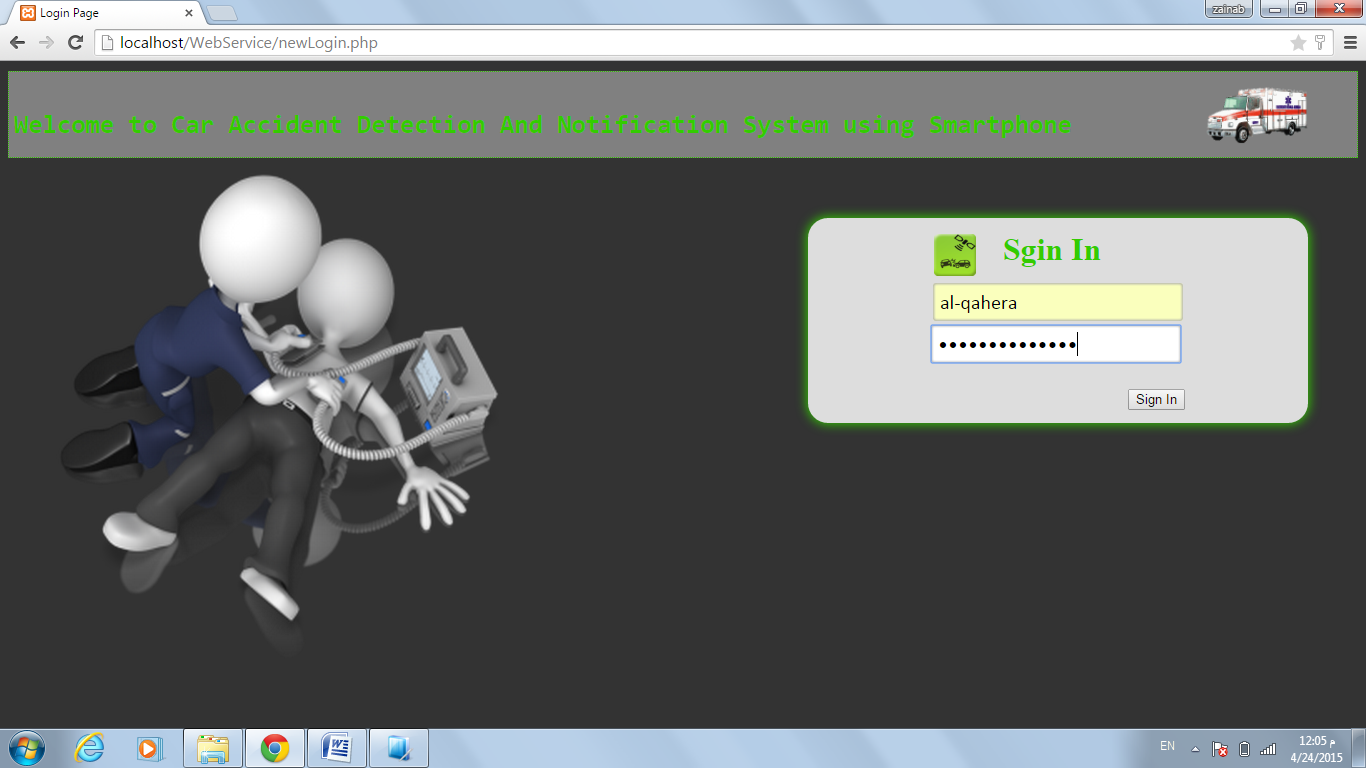 Login Page
zainab
localhost/WebService/newLogin.php
Welcome to Car Accident Detection And Notification System using Smartphone
Sgin In
al-qahera
••••••••••••••
Sign In
EN
12:05 م
4/24/2015